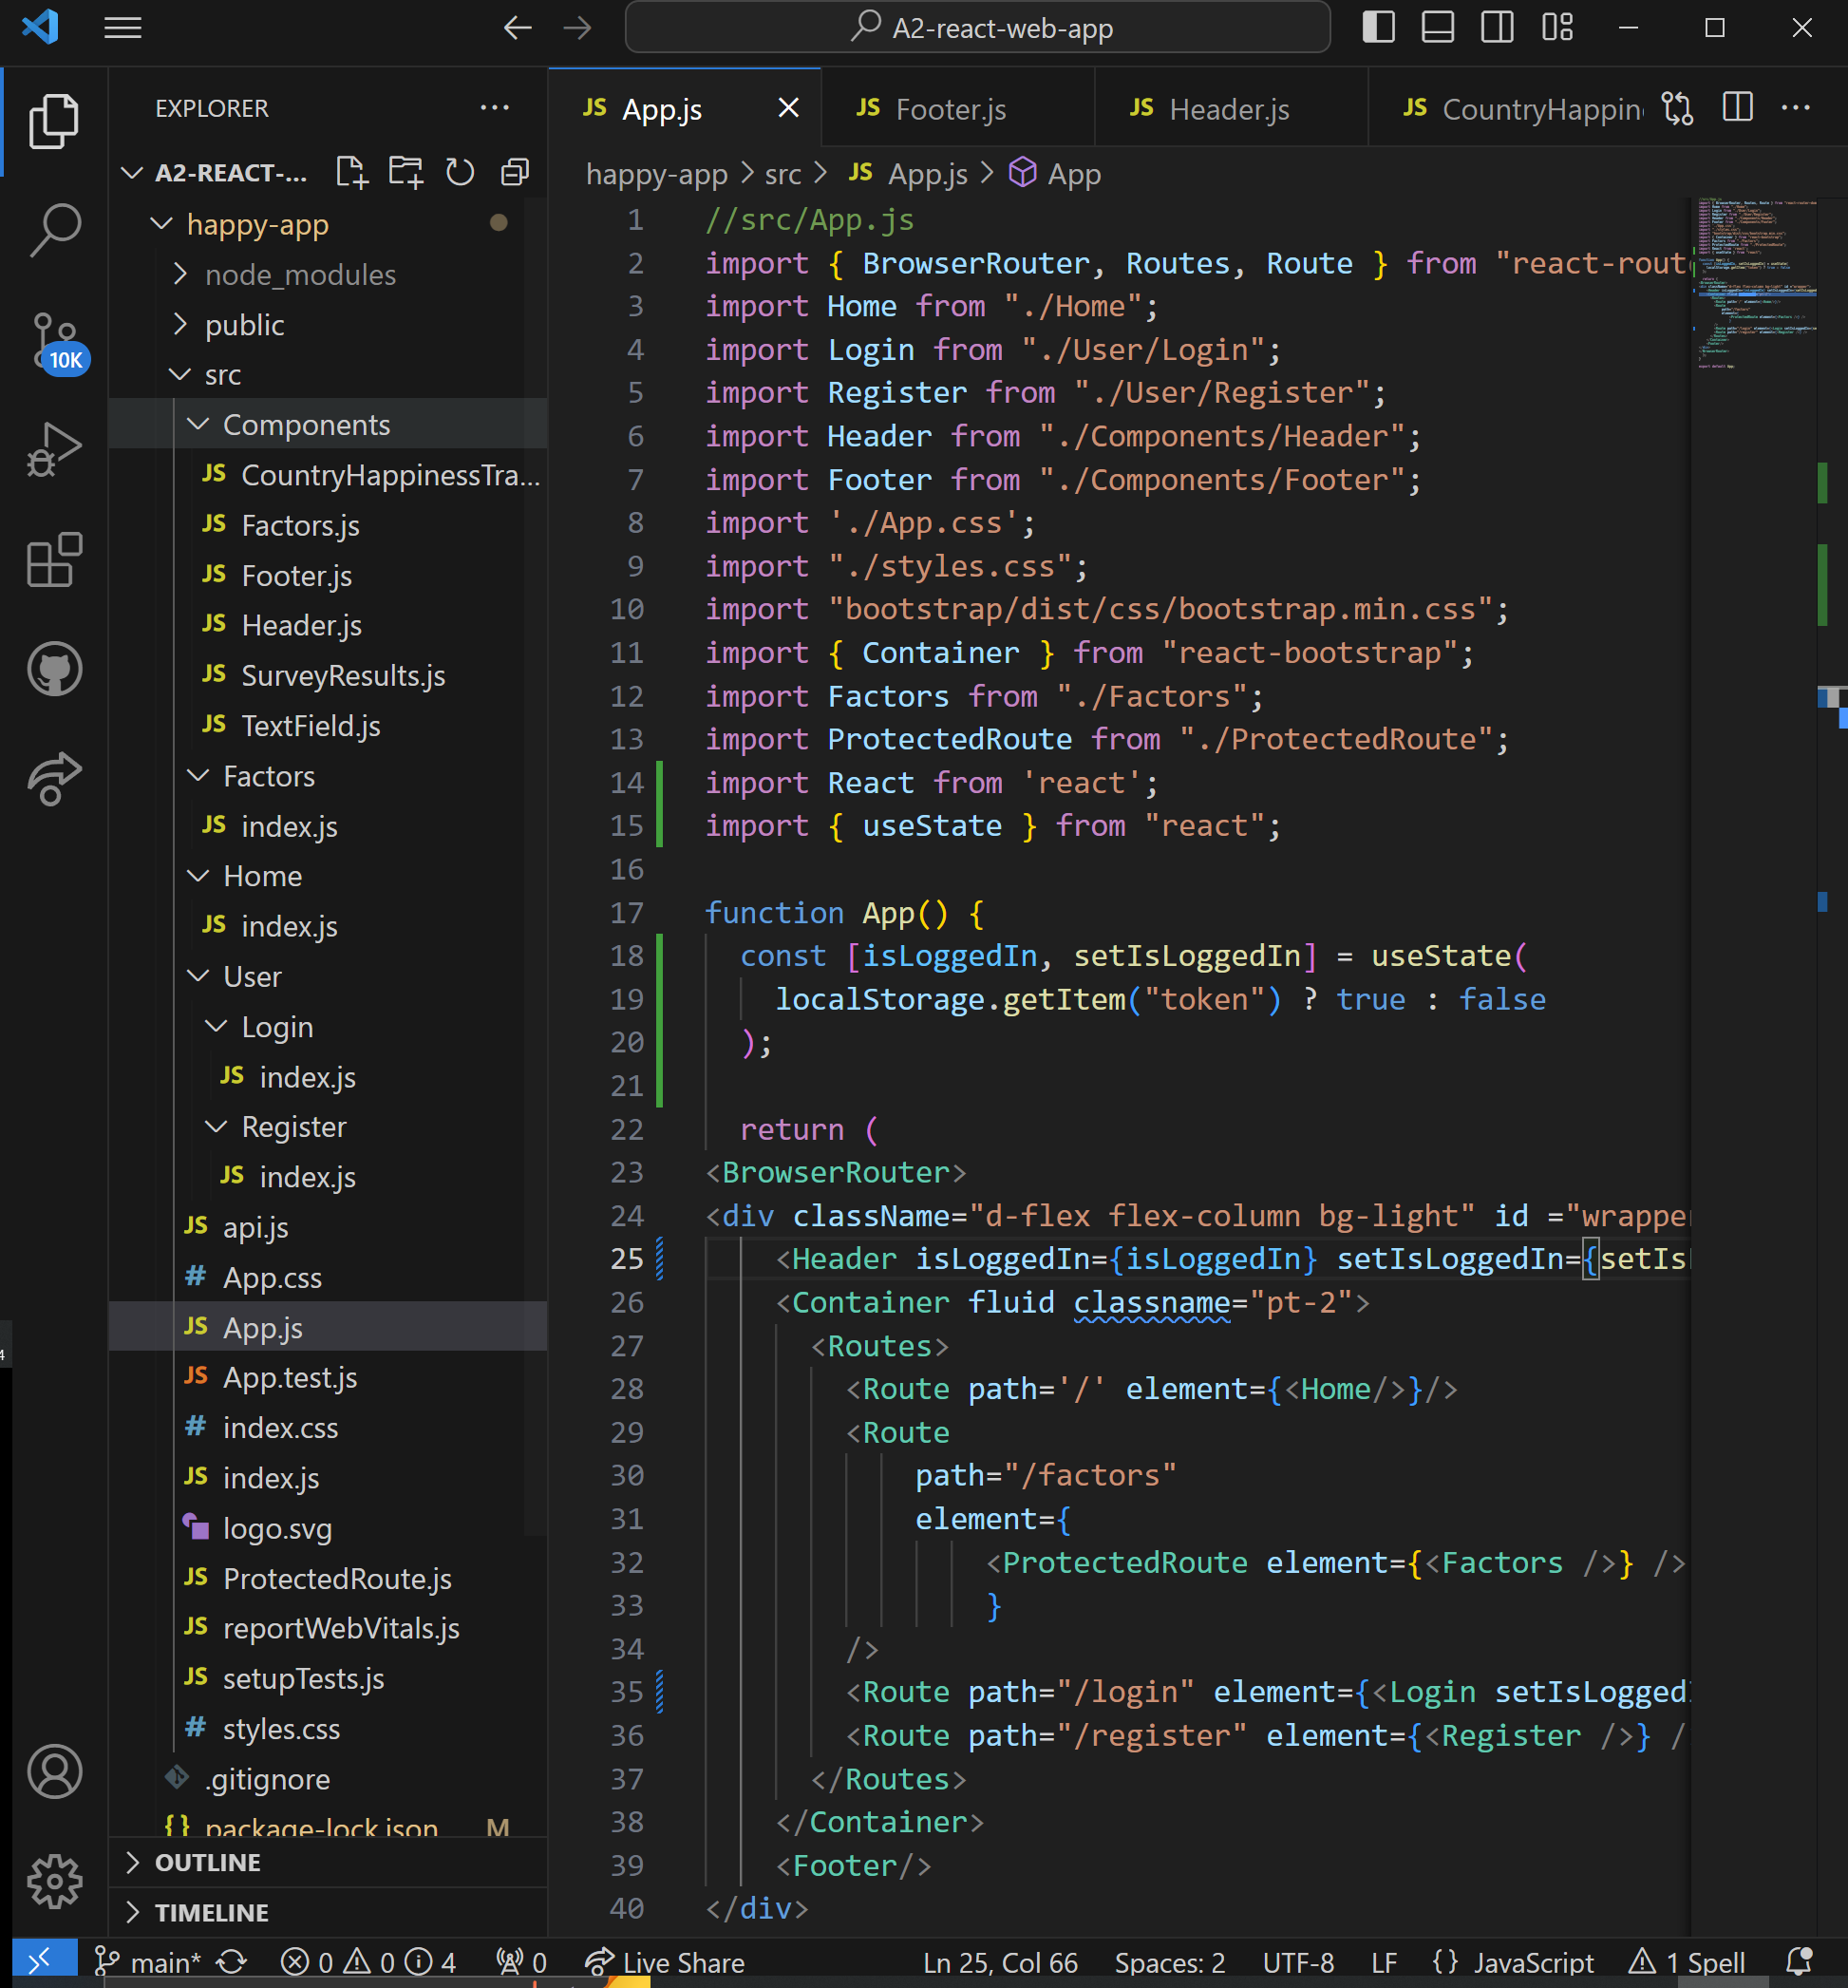 A2-react-web-app
EXPLORER
App.js
Footer.js
Header.js
CountryHappin
A2-REACT-...
happy-app > src > JS App.js > App
happy-app
node_modules
public
src
Components
JS CountryHappinessTra...
JS Factors.js
JS Footer.js
JS Header.js
JS SurveyResults.js
JS TextField.js
Factors
JS index.js
Home
JS index.js
User
Login
JS index.js
Register
JS index.js
JS api.js
# App.css
JS App.js
JS App.test.js
# index.css
JS index.js
logo.svg
JS ProtectedRoute.js
JS reportWebVitals.js
JS setupTests.js
# styles.css
.gitignore
{} package-lock.json M
OUTLINE
TIMELINE
10K
1 //src/App.js
2 import { BrowserRouter, Routes, Route } from "react-rout
3 import Home from "./Home";
4 import Login from "./User/Login";
5 import Register from "./User/Register";
6 import Header from "./Components/Header";
7 import Footer from "./Components/Footer";
8 import './App.css';
9 import "./styles.css";
10 import "bootstrap/dist/css/bootstrap.min.css";
11 import { Container } from "react-bootstrap";
12 import Factors from "./Factors";
13 import ProtectedRoute from "./ProtectedRoute";
14 import React from 'react';
15 import { useState } from "react";
16
17 function App() {
18 const [isLoggedIn, setIsLoggedIn] = useState(
19 localStorage.getItem("token") ? true : false
20 );
21
22 return (
23 <BrowserRouter>
24 <div className="d-flex flex-column bg-light" id ="wrappe
25 <Header isLoggedIn={isLoggedIn} setIsLoggedIn={setIs
26 <Container fluid classname="pt-2">
27 <Routes>
28 <Route path='/' element={<Home/>}/>
29 <Route
30 path="/factors"
31 element={
32 <ProtectedRoute element={<Factors />} />
33 }
34 />
35 <Route path="/login" element={<Login setIsLogged
36 <Route path="/register" element={<Register />} /
37 </Routes>
38 </Container>
39 <Footer/>
40 </div>
main* 0 0 4 0 Live Share Ln 25, Col 66 Spaces: 2 UTF-8 LF {} JavaScript 1 Spell